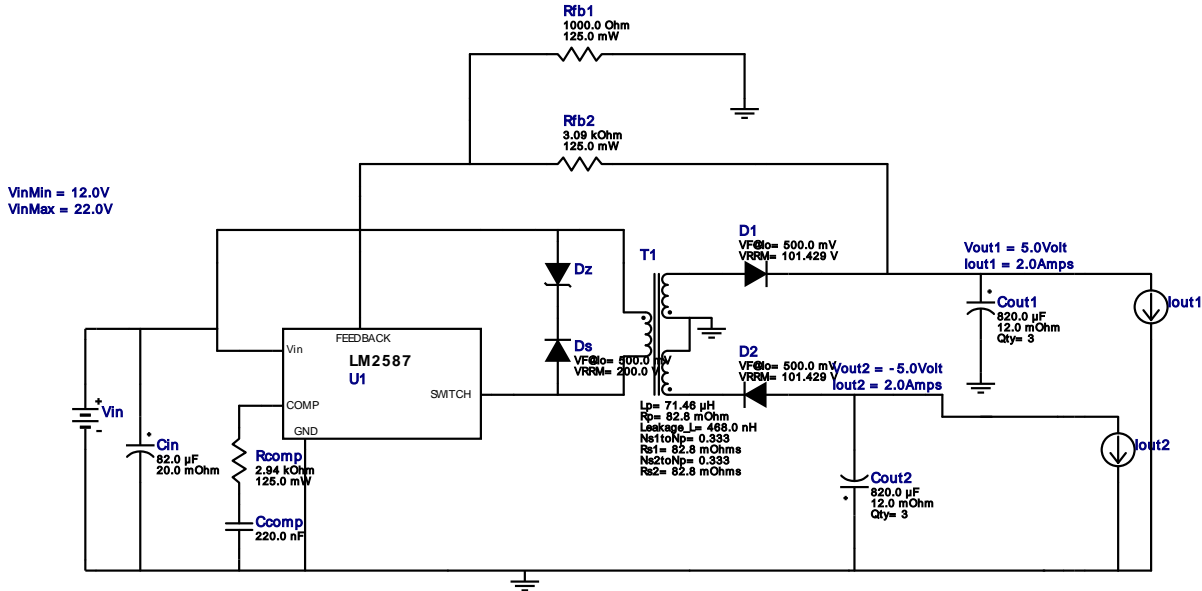 Rfb1
1000.0 Ohm
125.0 mW
Rfb2
3.09 kOhm
125.0 mW
VinMin = 12.0V
VinMax = 22.0V
D1
VF@Io= 500.0 mV
VRRM= 101.429 V
T1
Vout1 = 5.0Volt
Iout1 = 2.0Amps
Dz
Cout1
820.0 µF
12.0 mOhm
Qty= 3
Iout1
FEEDBACK
Vin
LM2587
U1
SWITCH
COMP
GND
Ds
VF@Io= 500.0 mV
VRRM= 200.0 V
D2
VF@Io= 500.0 mV
VRRM= 101.429 V
Vout2 = -5.0Volt
Iout2 = 2.0Amps
+
Vin
-
Lp= 71.46 µH
Rp= 82.8 mOhm
Leakage_L= 468.0 nH
Ns1toNp= 0.333
Rs1= 82.8 mOhms
Ns2toNp= 0.333
Rs2= 82.8 mOhms
Cin
82.0 µF
20.0 mOhm
Rcomp
2.94 kOhm
125.0 mW
Iout2
Cout2
820.0 µF
12.0 mOhm
Qty= 3
Ccomp
220.0 nF